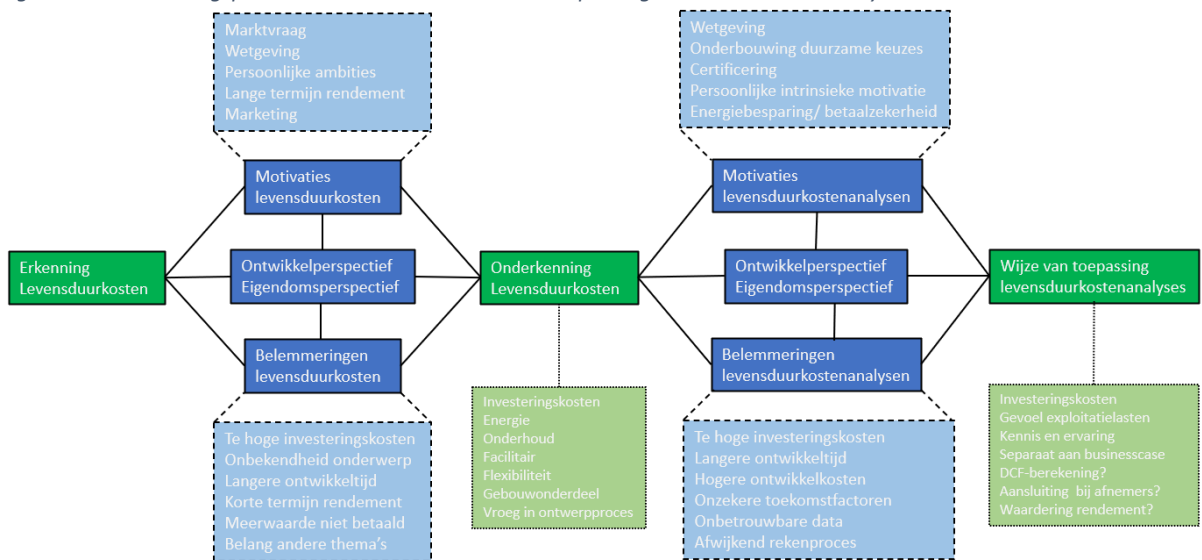 Marktvraag
Wetgeving
Persoonlijke ambities
Lange termijn rendement
Marketing
Wetgeving
Onderbouwing duurzame keuzes
Certificering
Persoonlijke intrinsieke motivatie
Energiebesparing/ betaalzekerheid
Motivaties
levensduurkosten
Motivaties
levensduurkostenanalysen
Erkenning
Levensduurkosten
Ontwikkelperspectief
Eigendomsperspectief
Onderkenning
Levensduurkosten
Ontwikkelperspectief
Eigendomsperspectief
Wijze van toepassing
levensduurkostenanalyses
Belemmeringen
levensduurkosten
Belemmeringen
levensduurkostenanalysen
Te hoge investeringskosten
Onbekendheid onderwerp
Langere ontwikkeltijd
Korte termijn rendement
Meerwaarde niet betaald
Belang andere thema's
Investeringskosten
Energie
Onderhoud
Facilitair
Flexibiliteit
Gebouwonderdeel
Vroeg in ontwerpproces
Te hoge investeringskosten
Langere ontwikkeltijd
Hogere ontwikkelkosten
Onzekere toekomstfactoren
Onbetrouwbare data
Afwijkend rekenproces
Investeringskosten
Gevoel exploitatielasten
Kennis en ervaring
Separaat aan businesscase
DCF-berekening?
Aansluiting  bij afnemers?
Waardering rendement?